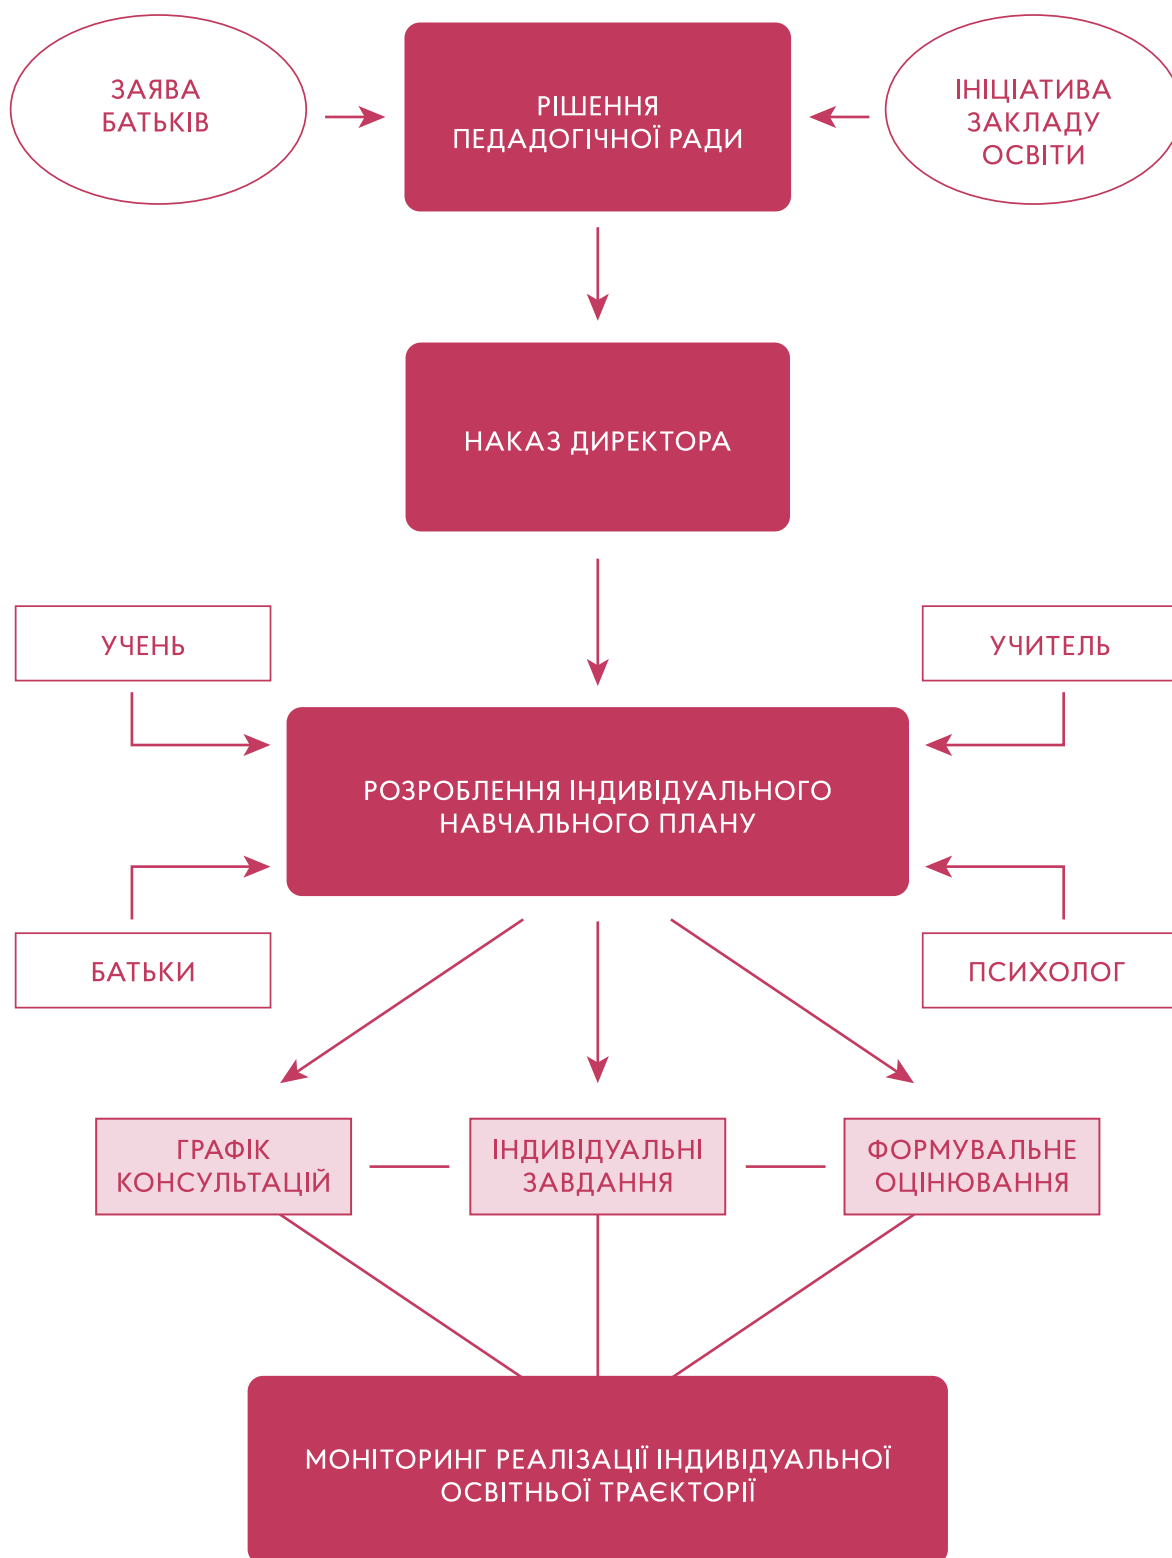 ЗАЯВА
БАТЬКІВ
РІШЕННЯ
ПЕДАДОГІЧНОЇ РАДИ
ІНІЦІАТИВА
ЗАКЛАДУ
ОСВІТИ
НАКАЗ ДИРЕКТОРА
УЧЕНЬ
УЧИТЕЛЬ
РОЗРОБЛЕННЯ ІНДИВІДУАЛЬНОГО
НАВЧАЛЬНОГО ПЛАНУ
БАТЬКИ
ПСИХОЛОГ
ГРАФІК
КОНСУЛЬТАЦІЙ
ІНДИВІДУАЛЬНІ
ЗАВДАННЯ
ФОРМУВАЛЬНЕ
ОЦІНЮВАННЯ
МОНІТОРИНГ РЕАЛІЗАЦІЇ ІНДИВІДУАЛЬНОЇ
ОСВІТНЬОЇ ТРАЄКТОРІЇ